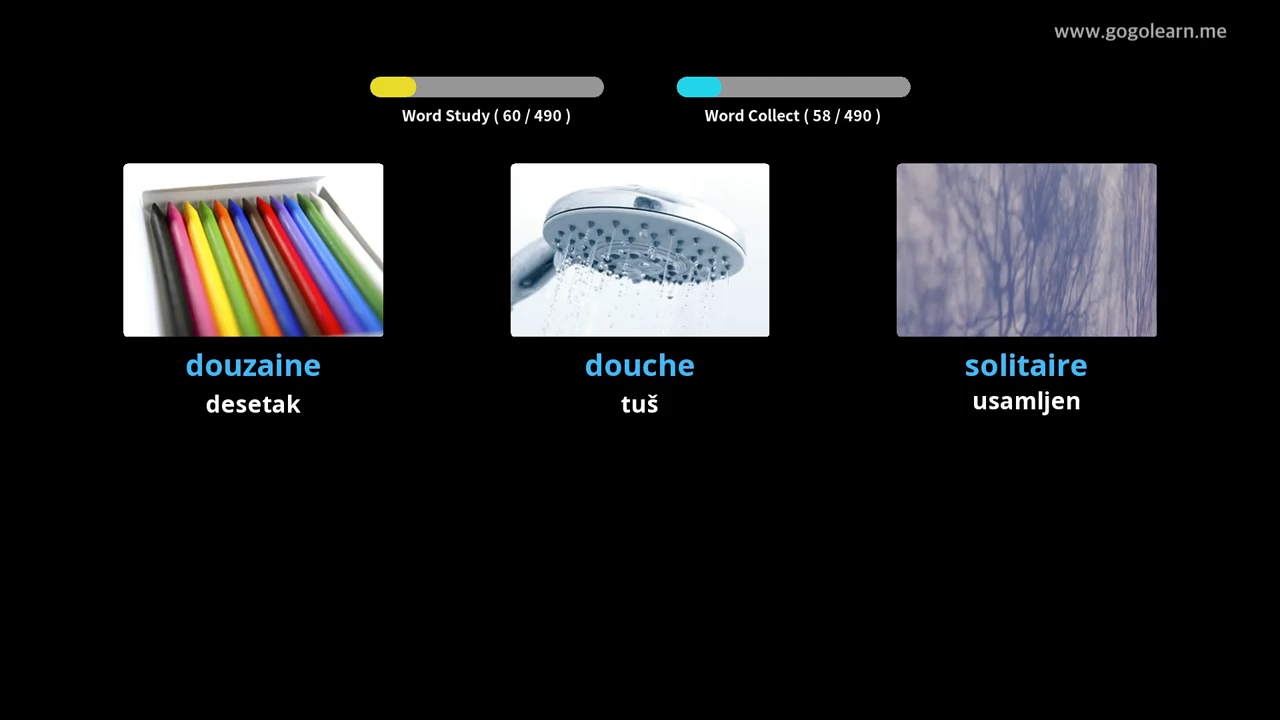 www.gogolearn.me
Word Study ( 60 / 490 )
Word Collect ( 58 / 490 )
douzaine
desetak
douche
tuš
solitaire
usamljen